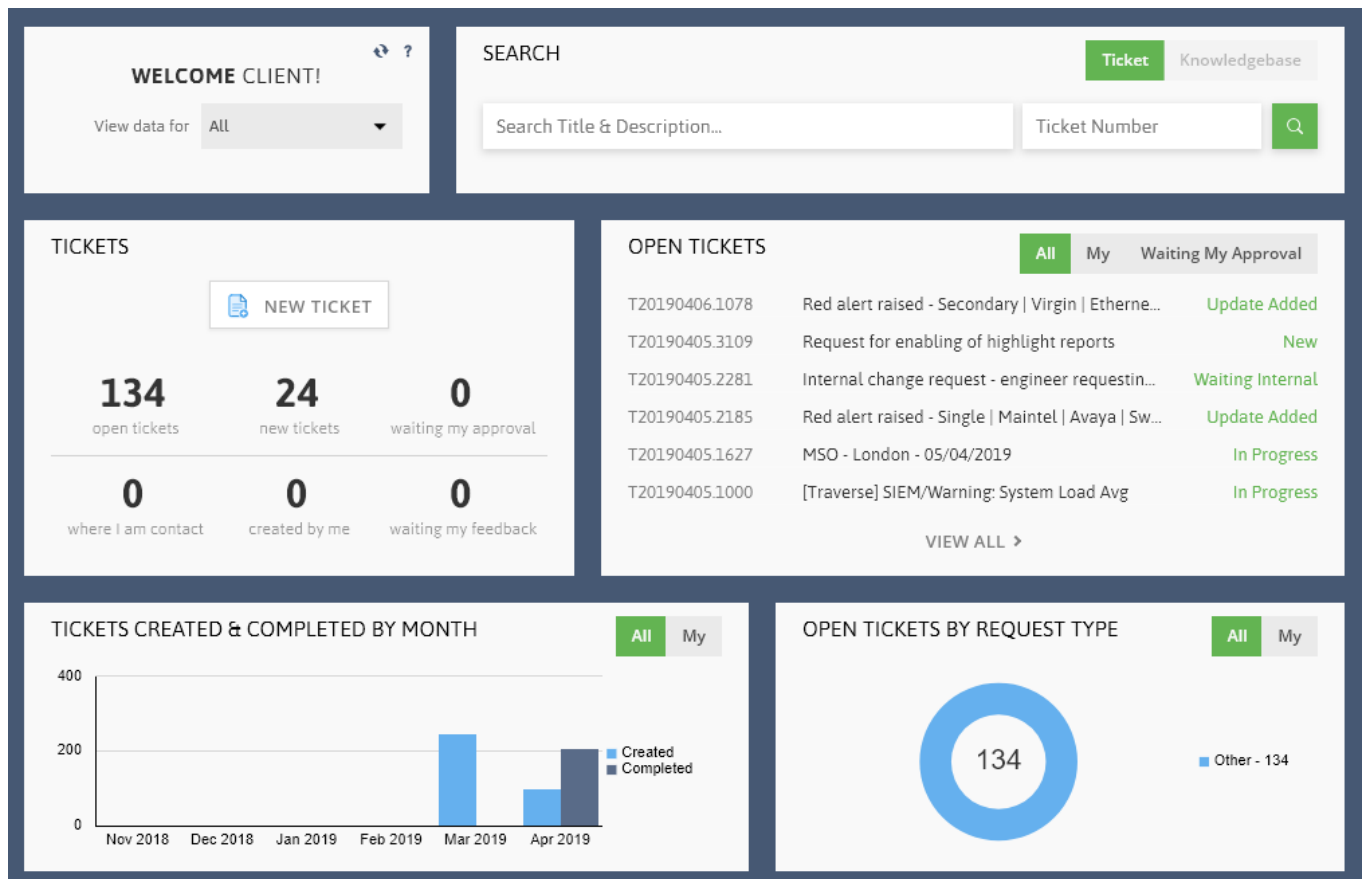 WELCOME CLIENT!
?
View data for All
SEARCH
Ticket Knowledgebase
Search Title & Description... Ticket Number
TICKETS
NEW TICKET
134 24 0
open tickets new tickets waiting my approval
0 0 0
where I am contact created by me waiting my feedback
OPEN TICKETS
All My Waiting My Approval
T20190406.1078 Red alert raised - Secondary | Virgin | Etherne... Update Added
T20190405.3109 Request for enabling of highlight reports New
T20190405.2281 Internal change request - engineer requestin... Waiting Internal
T20190405.2185 Red alert raised - Single | Maintel | Avaya | Sw... Update Added
T20190405.1627 MSO - London - 05/04/2019 In Progress
T20190405.1000 [Traverse] SIEM/Warning: System Load Avg In Progress
VIEW ALL >
TICKETS CREATED & COMPLETED BY MONTH
All My
400
200
0
Nov 2018 Dec 2018 Jan 2019 Feb 2019 Mar 2019 Apr 2019
Created
Completed
OPEN TICKETS BY REQUEST TYPE
All My
134
Other - 134